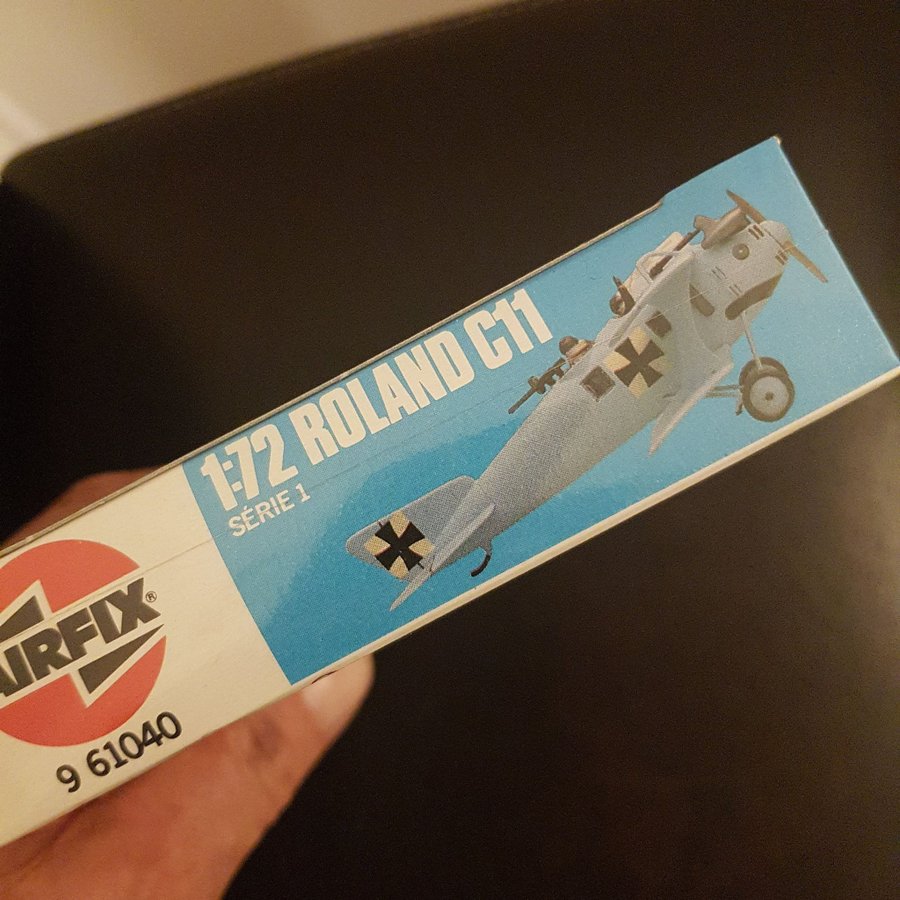 1:72 ROLAND C11
SÉRIE 1
AIRFIX®
9 61040